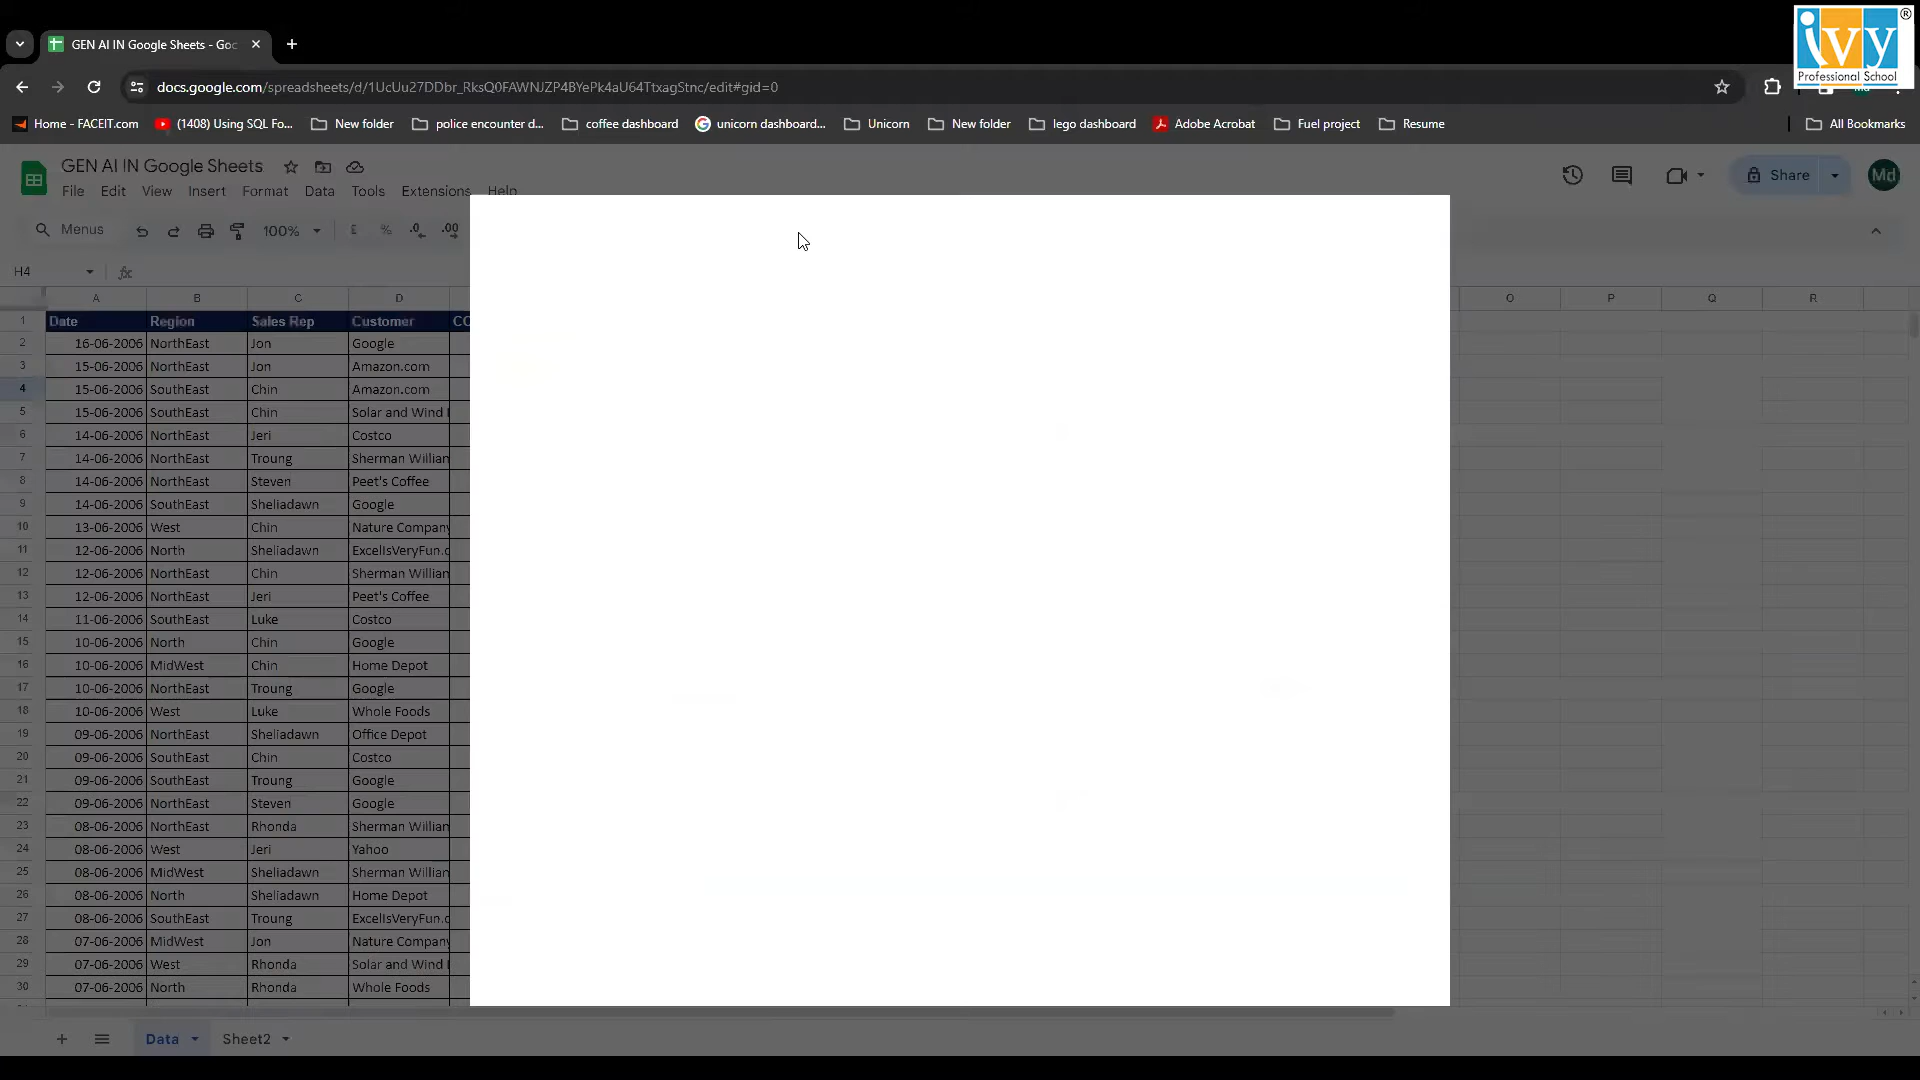 ivy
®
Professional School
GEN AI IN Google Sheets - Goc
docs.google.com/spreadsheets/d/1UcUu27DDbr_RksQ0FAWNJZP4BYePk4aU64TtxagStnc/edit#gid=0
Home - FACEIT.com (1408) Using SQL Fo... New folder police encounter d... coffee dashboard unicorn dashboard... Unicorn New folder lego dashboard Adobe Acrobat Fuel project Resume All Bookmarks
GEN AI IN Google Sheets
File Edit View Insert Format Data Tools Extensions Help
Share Md
Menus 100% £ % .0 .00
H4 fx
A B C D O P Q R
1 Date Region Sales Rep Customer CO
2 16-06-2006 NorthEast Jon Google
3 15-06-2006 NorthEast Jon Amazon.com
4 15-06-2006 SouthEast Chin Amazon.com
5 15-06-2006 SouthEast Chin Solar and Wind
6 14-06-2006 NorthEast Jeri Costco
7 14-06-2006 NorthEast Troung Sherman William
8 14-06-2006 NorthEast Steven Peet's Coffee
9 14-06-2006 SouthEast Sheliadawn Google
10 13-06-2006 West Chin Nature Company
11 12-06-2006 North Sheliadawn ExcelIsVeryFun.c
12 12-06-2006 NorthEast Chin Sherman William
13 12-06-2006 NorthEast Jeri Peet's Coffee
14 11-06-2006 SouthEast Luke Costco
15 10-06-2006 North Chin Google
16 10-06-2006 MidWest Chin Home Depot
17 10-06-2006 NorthEast Troung Google
18 10-06-2006 West Luke Whole Foods
19 09-06-2006 NorthEast Sheliadawn Office Depot
20 09-06-2006 SouthEast Chin Costco
21 09-06-2006 SouthEast Troung Google
22 09-06-2006 NorthEast Steven Google
23 08-06-2006 NorthEast Rhonda Sherman William
24 08-06-2006 West Jeri Yahoo
25 08-06-2006 MidWest Sheliadawn Sherman William
26 08-06-2006 North Sheliadawn Home Depot
27 08-06-2006 SouthEast Troung ExcelIsVeryFun.c
28 07-06-2006 MidWest Jon Nature Company
29 07-06-2006 West Rhonda Solar and Wind
30 07-06-2006 North Rhonda Whole Foods
Data Sheet2